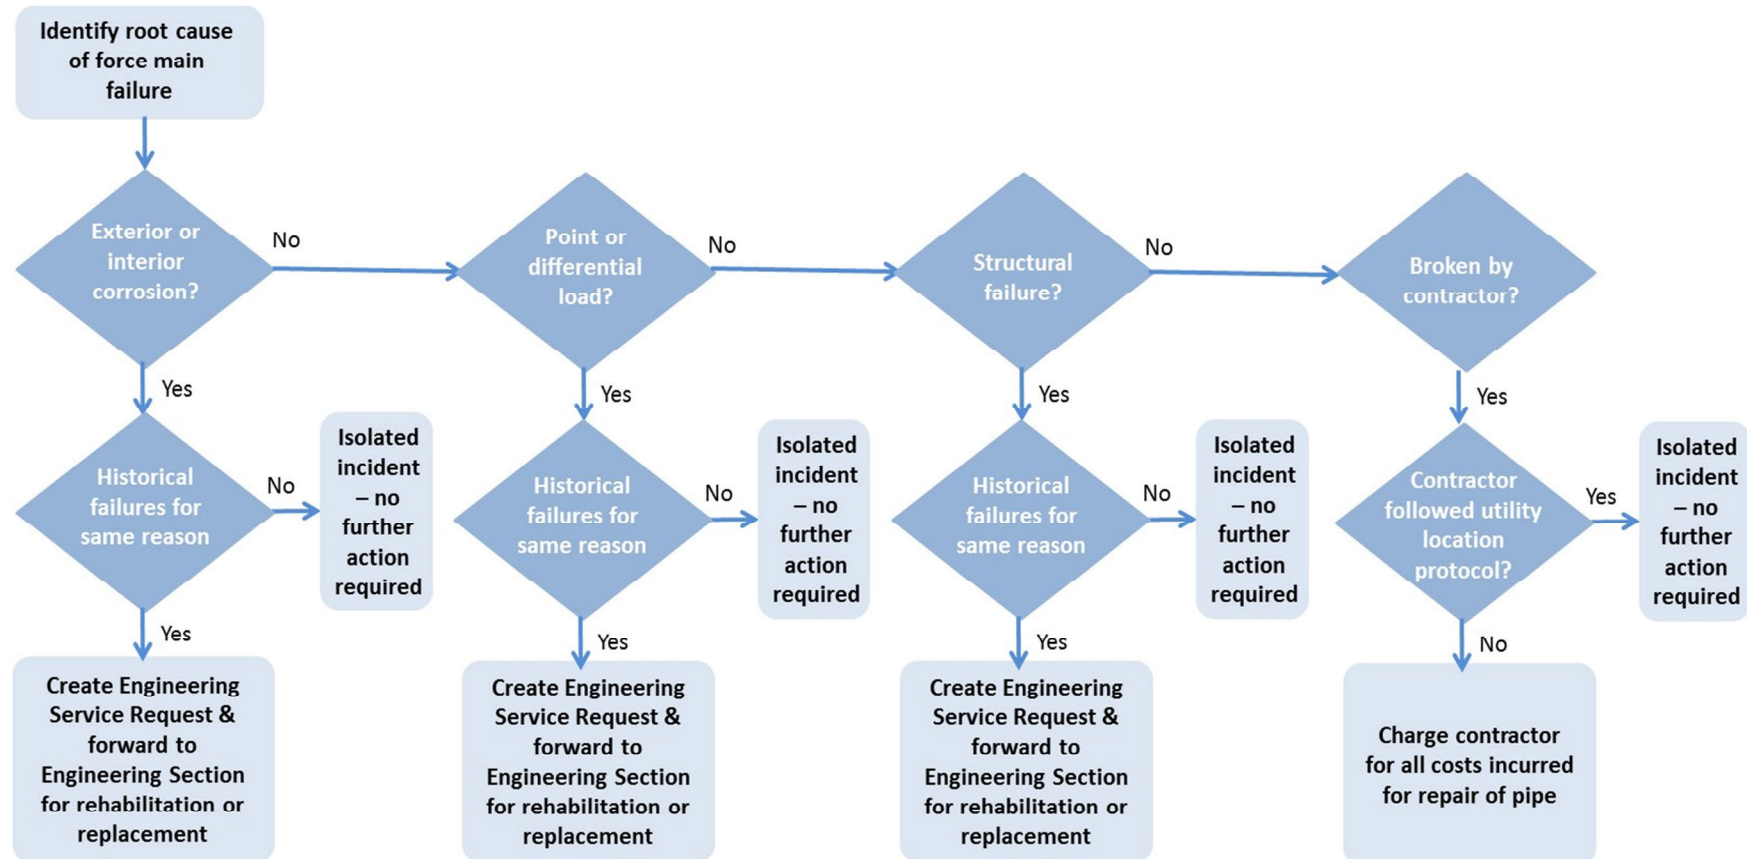 Identify root cause
of force main
failure
Exterior or
interior
corrosion?
No
Point or
differential
load?
No
Structural
failure?
No
Broken by
contractor?
Yes
Yes
Yes
Yes
Historical
failures for
same reason
No
Isolated
incident
– no
further
action
required
Historical
failures for
same reason
No
Isolated
incident
– no
further
action
required
Historical
failures for
same reason
No
Isolated
incident
– no
further
action
required
Contractor
followed utility
location
protocol?
Yes
Isolated
incident
– no
further
action
required
Yes
Yes
Yes
No
Create Engineering
Service Request &
forward to
Engineering Section
for rehabilitation or
replacement
Create Engineering
Service Request &
forward to
Engineering Section
for rehabilitation or
replacement
Create Engineering
Service Request &
forward to
Engineering Section
for rehabilitation or
replacement
Charge contractor
for all costs incurred
for repair of pipe